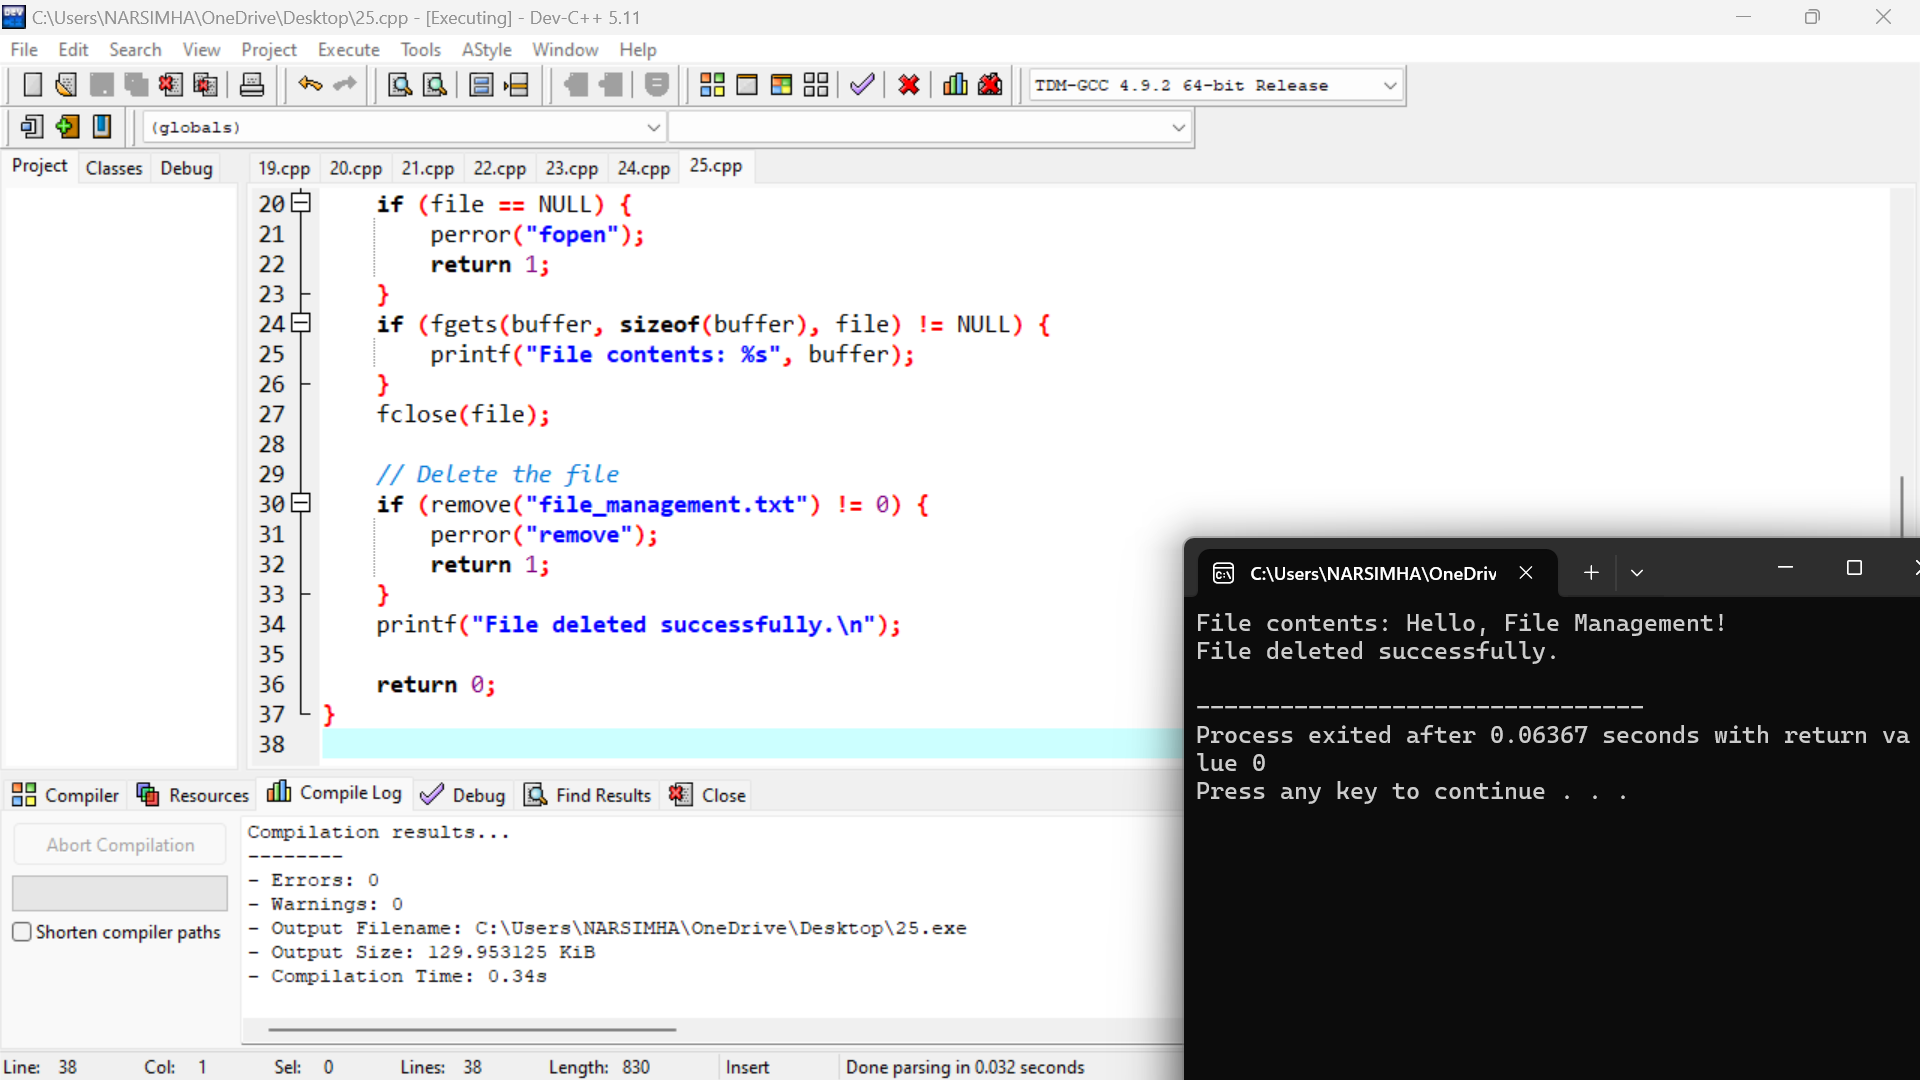 C:\Users\NARSIMHA\OneDrive\Desktop\25.cpp - [Executing] - Dev-C++ 5.11
File Edit Search View Project Execute Tools AStyle Window Help
TDM-GCC 4.9.2 64-bit Release
(globals)
Project Classes Debug
19.cpp 20.cpp 21.cpp 22.cpp 23.cpp 24.cpp 25.cpp
20 if (file == NULL) {
21 perror("fopen");
22 return 1;
23 }
24 if (fgets(buffer, sizeof(buffer), file) != NULL) {
25 printf("File contents: %s", buffer);
26 }
27 fclose(file);
28
29 // Delete the file
30 if (remove("file_management.txt") != 0) {
31 perror("remove");
32 return 1;
33 }
34 printf("File deleted successfully.\n");
35
36 return 0;
37 }
38
C:\Users\NARSIMHA\OneDriv
File contents: Hello, File Management!
File deleted successfully.
--------------------------------
Process exited after 0.06367 seconds with return va
lue 0
Press any key to continue . . .
Compiler Resources Compile Log Debug Find Results Close
Abort Compilation
Shorten compiler paths
Compilation results...
--------
- Errors: 0
- Warnings: 0
- Output Filename: C:\Users\NARSIMHA\OneDrive\Desktop\25.exe
- Output Size: 129.953125 KiB
- Compilation Time: 0.34s
Line: 38 Col: 1 Sel: 0 Lines: 38 Length: 830 Insert Done parsing in 0.032 seconds